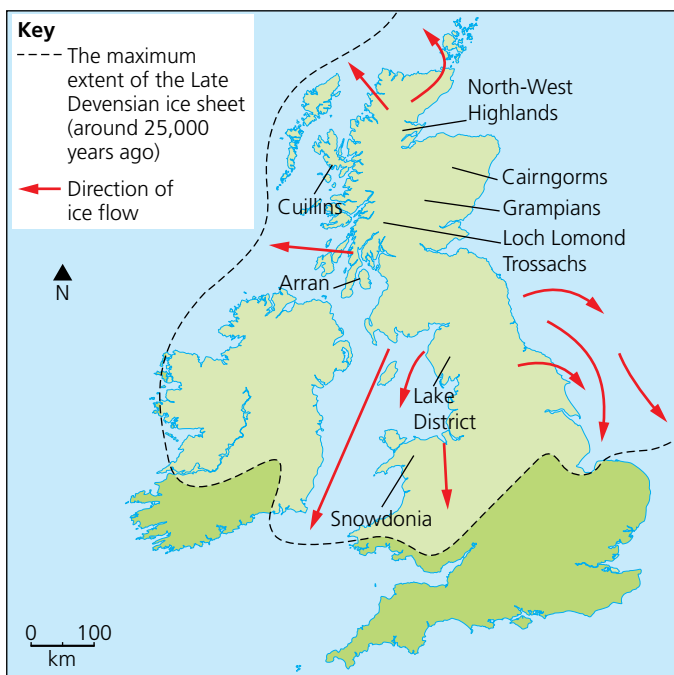 Key
The maximum
extent of the Late
Devensian ice sheet
(around 25,000
years ago)
Direction of
ice flow
North-West
Highlands
Cuillins
Cairngorms
Grampians
Loch Lomond
Trossachs
N
Arran
Lake
District
Snowdonia
0 100
km